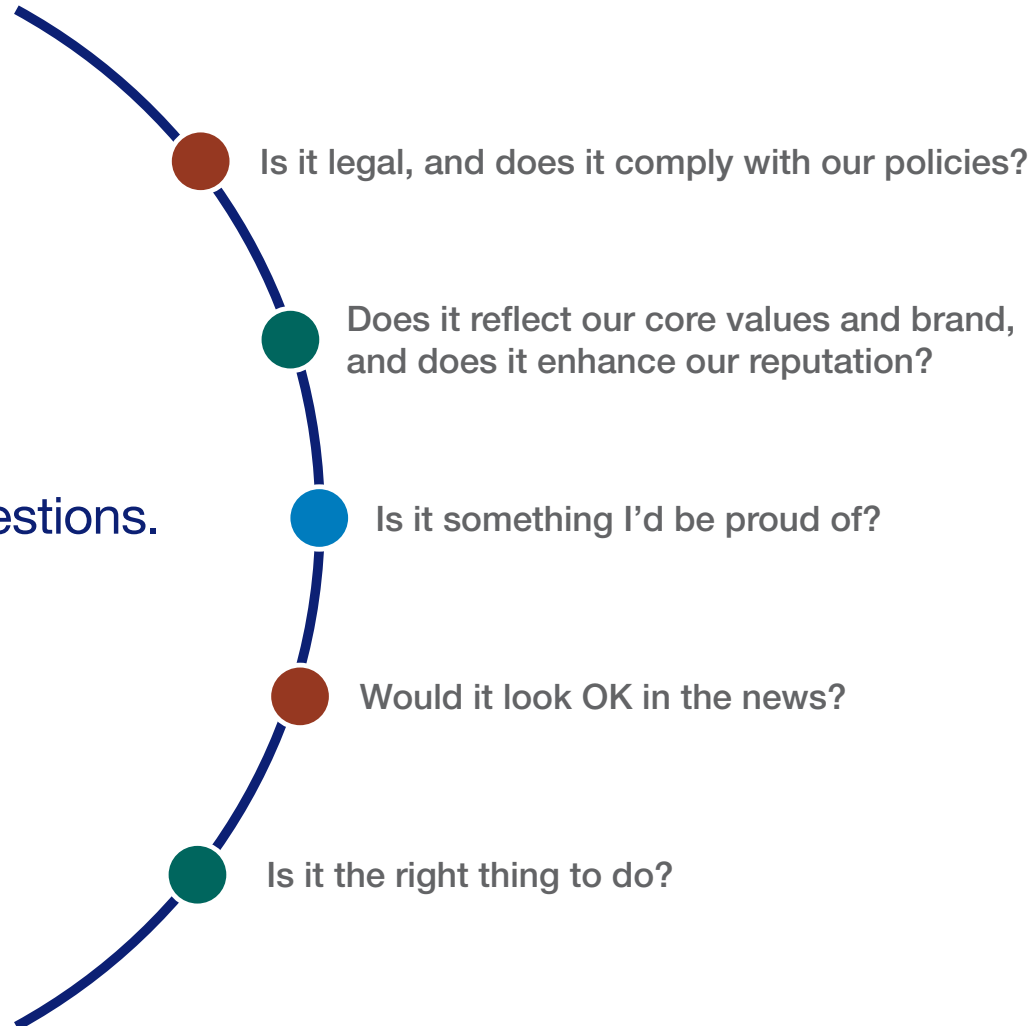 Is it legal, and does it comply with our policies?
Does it reflect our core values and brand,
and does it enhance our reputation?
estions.
Is it something I’d be proud of?
Would it look OK in the news?
Is it the right thing to do?